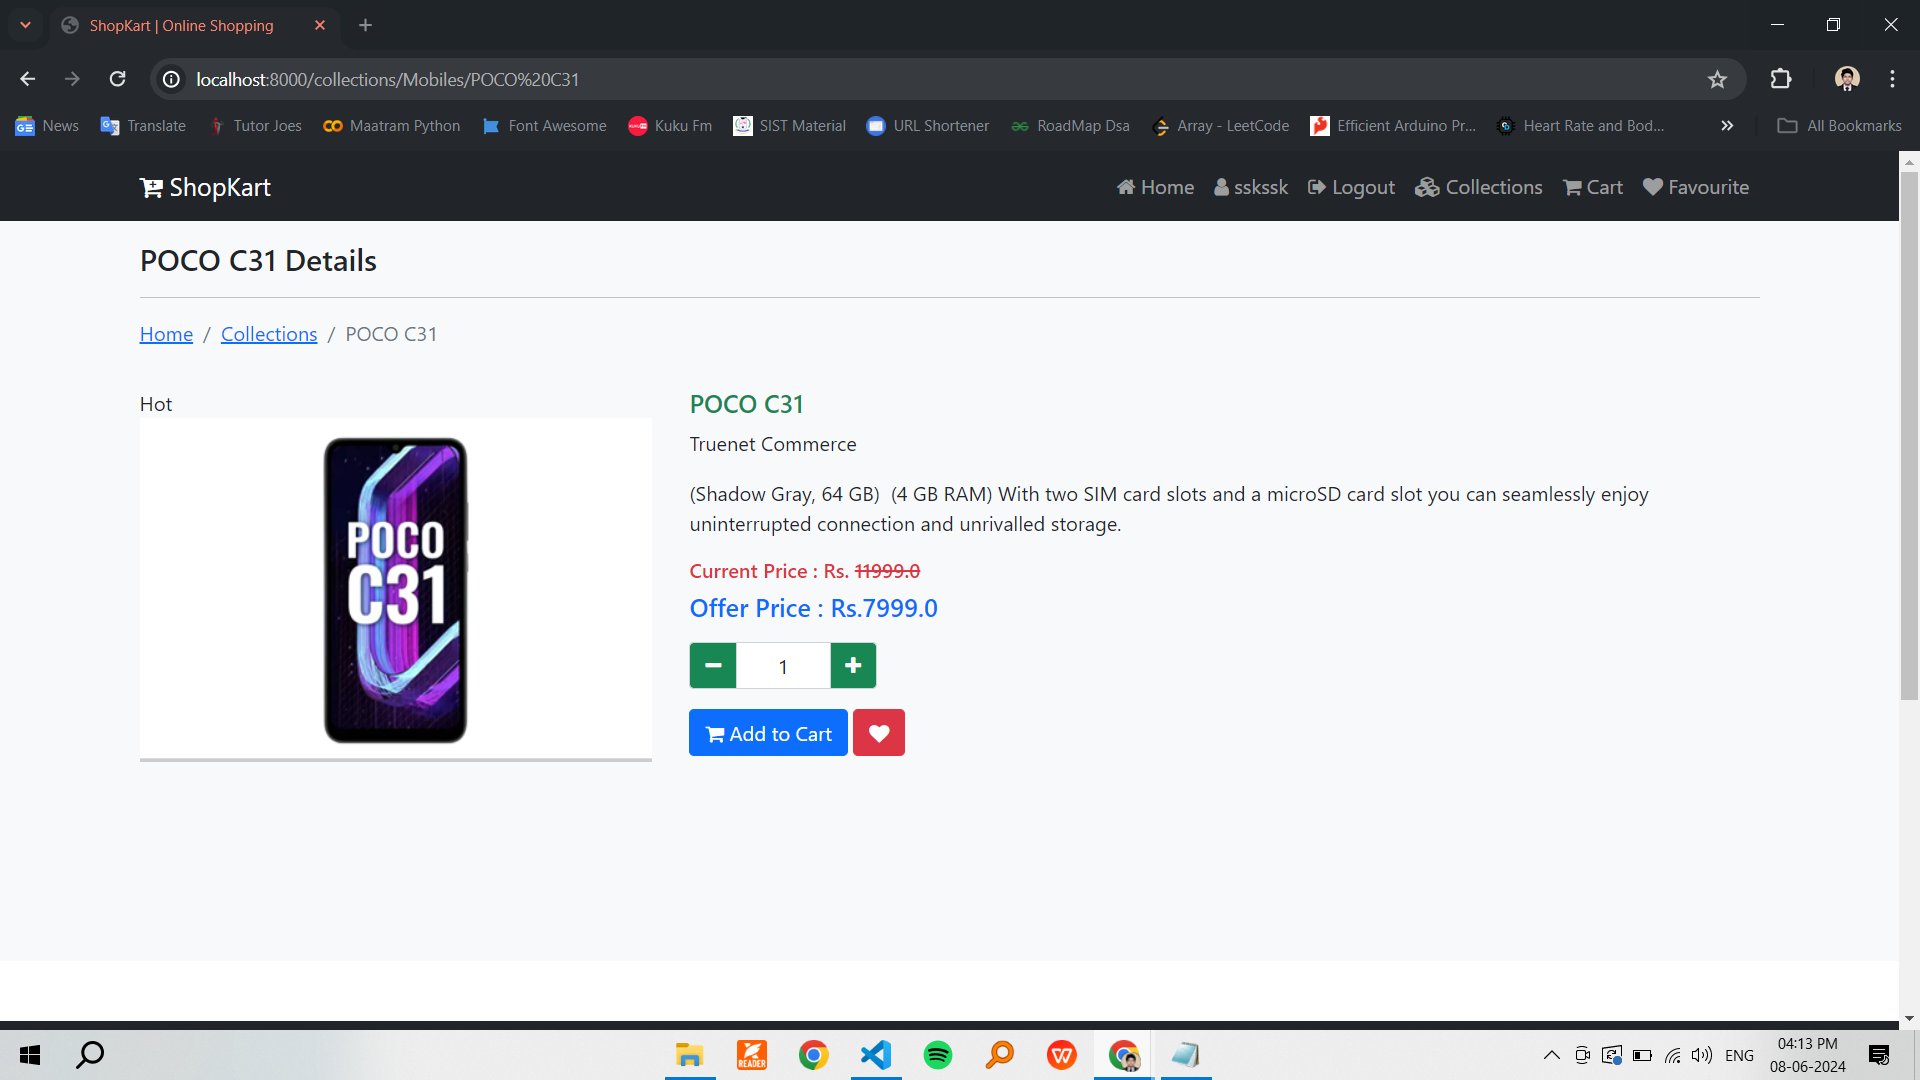 ShopKart | Online Shopping
localhost:8000/collections/Mobiles/POCO%20C31
News Translate Tutor Joes Maatram Python Font Awesome Kuku Fm SIST Material URL Shortener RoadMap Dsa Array - LeetCode Efficient Arduino Pr... Heart Rate and Bod... All Bookmarks
ShopKart Home sskssk Logout Collections Cart Favourite
POCO C31 Details
Home / Collections / POCO C31
Hot
POCO
C31
POCO C31
Truenet Commerce
(Shadow Gray, 64 GB)  (4 GB RAM) With two SIM card slots and a microSD card slot you can seamlessly enjoy
uninterrupted connection and unrivalled storage.
Current Price : Rs. 11999.0
Offer Price : Rs.7999.0
1
Add to Cart
READER
ENG
04:13 PM
08-06-2024